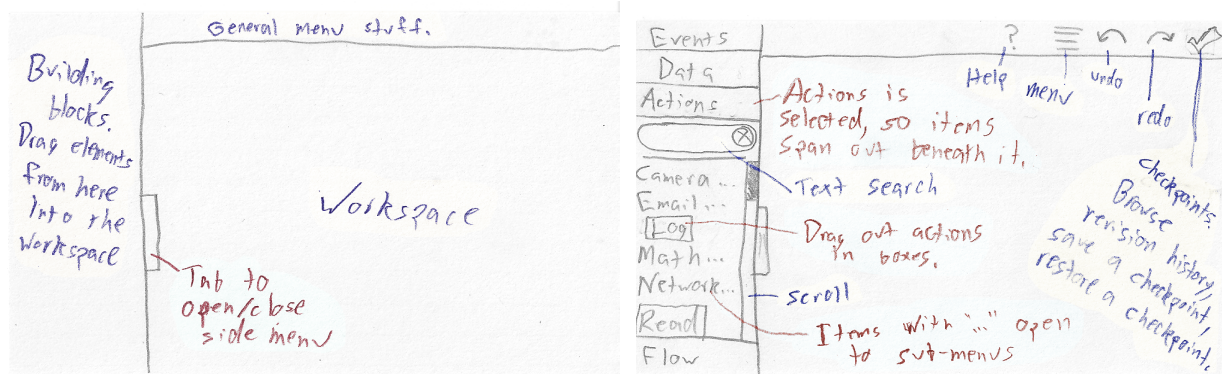 General menu stuff.
Building
blocks.
Drag elements
from here
into the
workspace
Workspace
Tab to
open/close
side menu
Events
Data
Actions
Camera...
Email...
Log
Math...
Network...
Read
Flow
?
Help
menu
undo
redo
Actions is
selected, so items
span out beneath it.
Text search
Drag out actions
in boxes.
scroll
Items with "..." open
to sub-menus
Checkpoints.
Browse
revision history,
save a checkpoint,
restore a checkpoint.